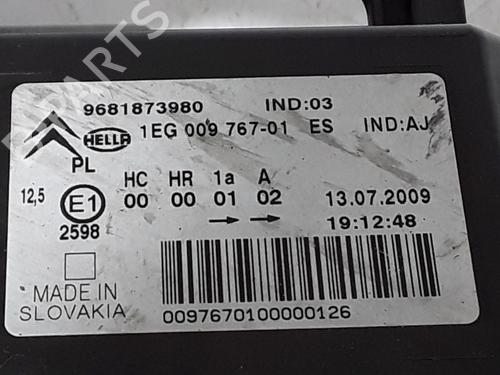 9681873980 IND:03
HELLA 1EG 009 767-01 ES IND:AJ
PL
HC HR 1a A
12,5 E1 00 00 01 02 13.07.2009
2598 19:12:48
MADE IN
SLOVAKIA
0097670100000126